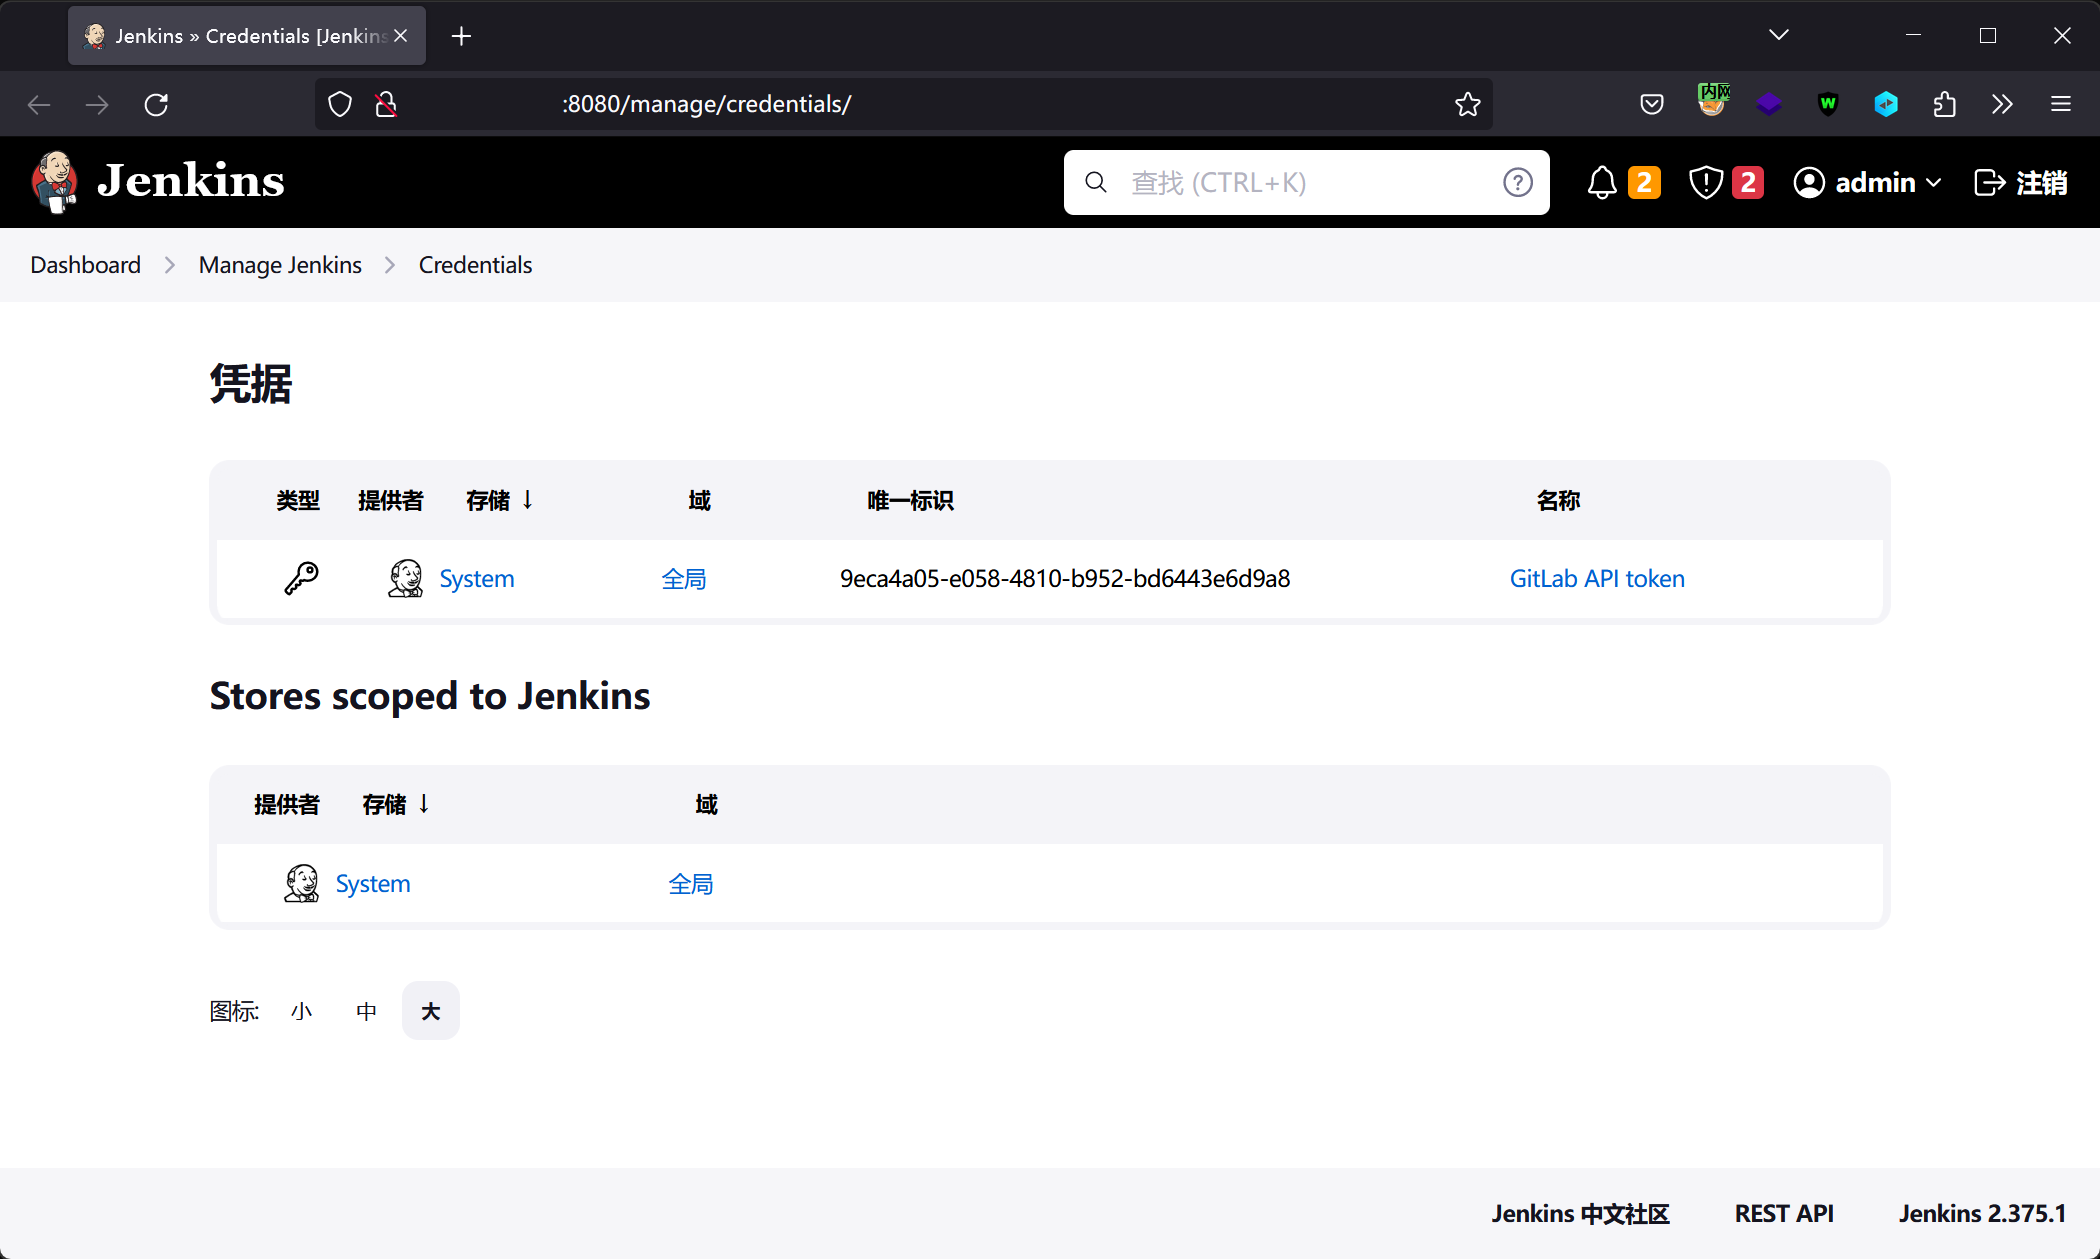 Jenkins » Credentials [Jenkins
:8080/manage/credentials/
内网
W
Jenkins
查找 (CTRL+K)
?
2
2
admin
注销
Dashboard
Manage Jenkins
Credentials
凭据
类型 提供者 存储 ↓ 域 唯一标识 名称
System 全局 9eca4a05-e058-4810-b952-bd6443e6d9a8 GitLab API token
Stores scoped to Jenkins
提供者 存储 ↓ 域
System 全局
图标: 小 中 大
Jenkins 中文社区 REST API Jenkins 2.375.1